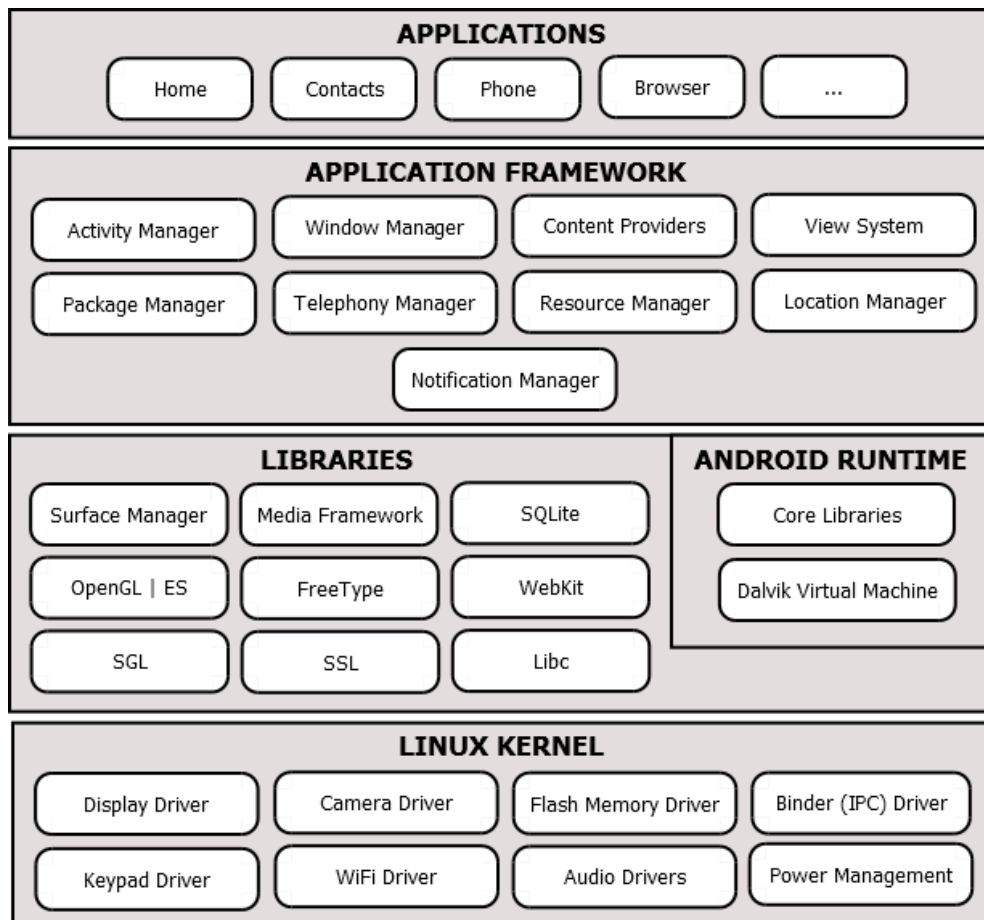 APPLICATIONS
Home
Contacts
Phone
Browser
...
APPLICATION FRAMEWORK
Activity Manager
Window Manager
Content Providers
View System
Package Manager
Telephony Manager
Resource Manager
Location Manager
Notification Manager
LIBRARIES
Surface Manager
Media Framework
SQLite
OpenGL | ES
FreeType
WebKit
SGL
SSL
Libc
ANDROID RUNTIME
Core Libraries
Dalvik Virtual Machine
LINUX KERNEL
Display Driver
Camera Driver
Flash Memory Driver
Binder (IPC) Driver
Keypad Driver
WiFi Driver
Audio Drivers
Power Management